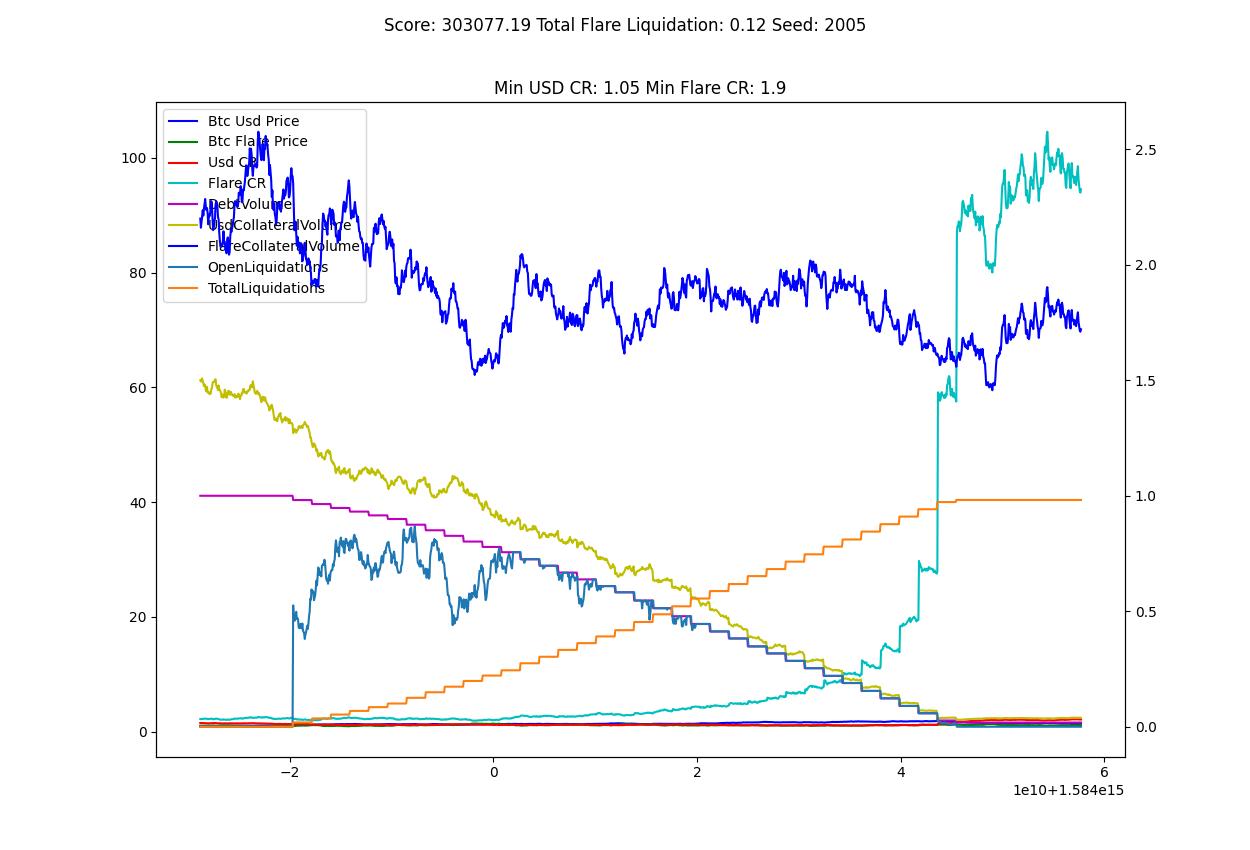 Score: 303077.19 Total Flare Liquidation: 0.12 Seed: 2005
Min USD CR: 1.05 Min Flare CR: 1.9
Btc Usd Price
Btc Flare Price
Usd CR
Flare CR
DebtVolume
UsdCollateralVolume
FlareCollateralVolume
OpenLiquidations
TotalLiquidations
100
80
60
40
20
0
2.5
2.0
1.5
1.0
0.5
0.0
−2 0 2 4 6
1e10+1.584e15